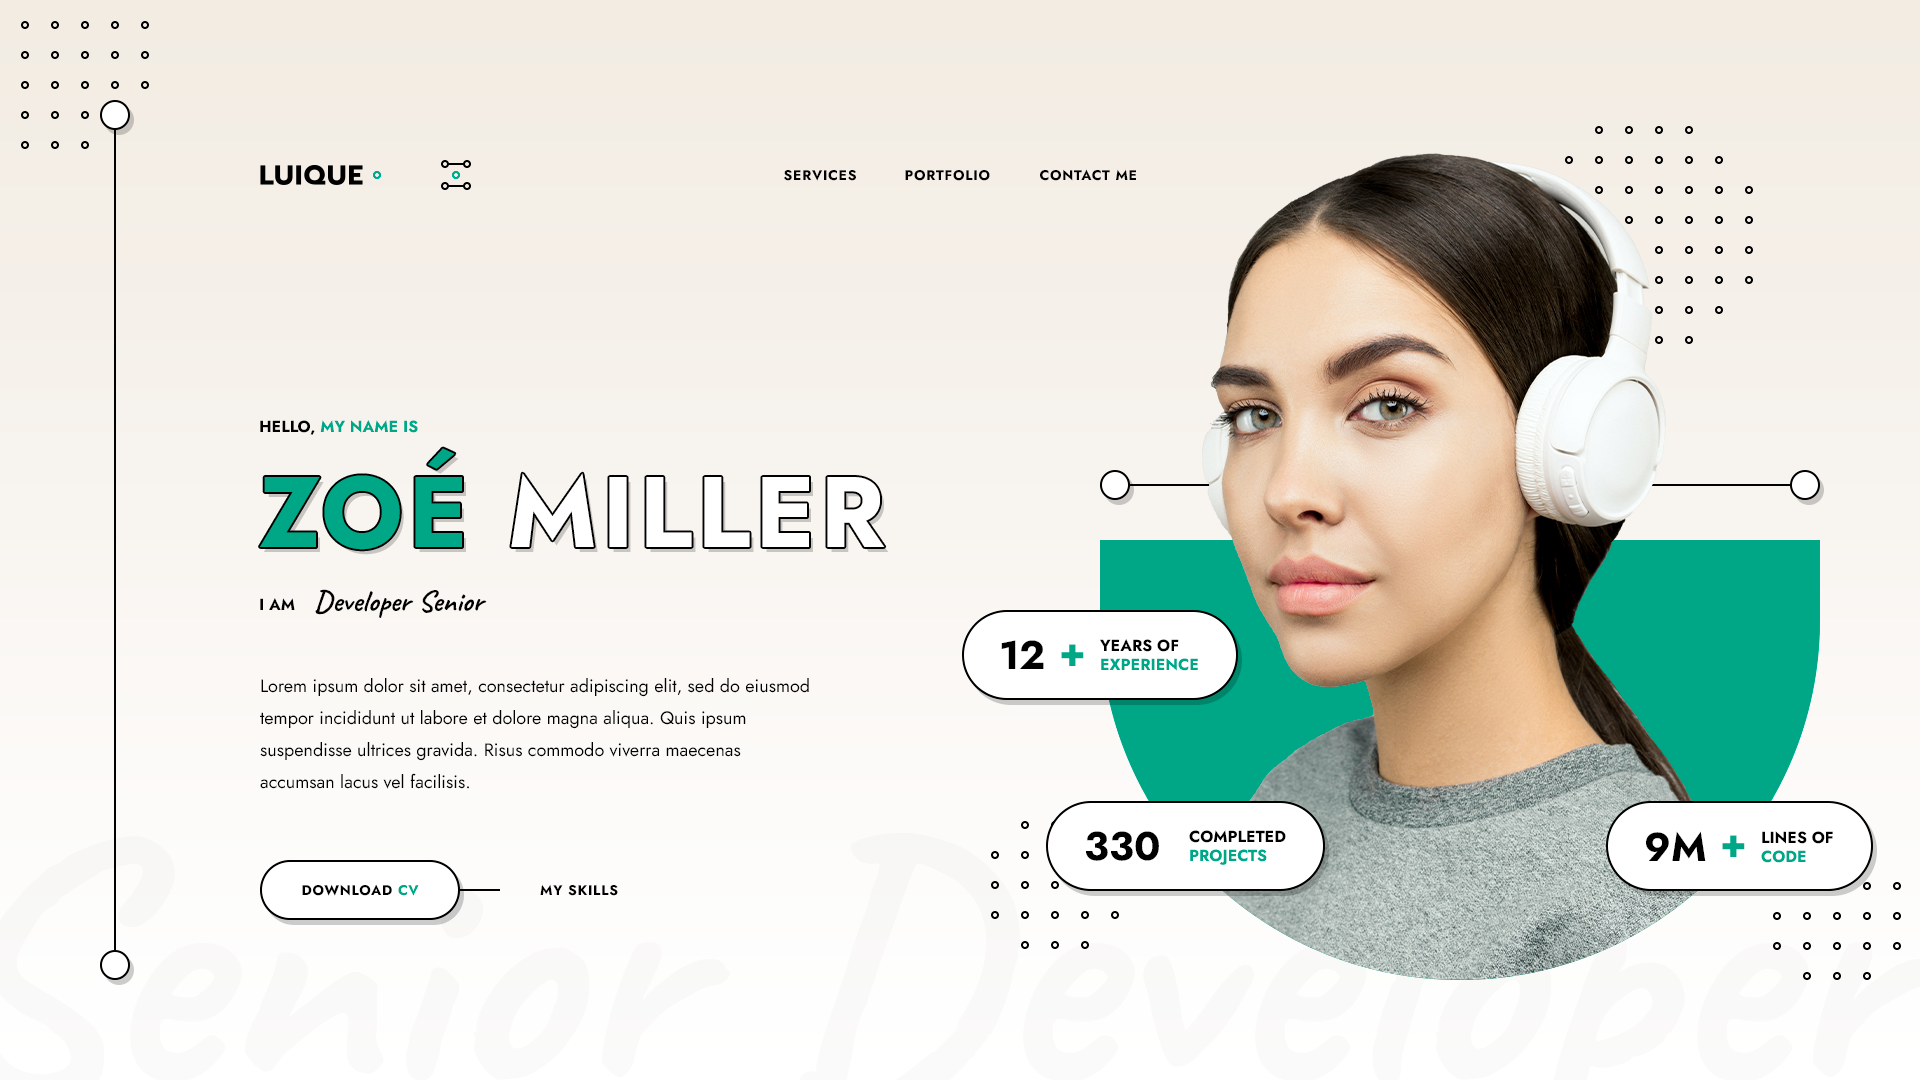 LUIQUE
SERVICES
PORTFOLIO
CONTACT ME
HELLO, MY NAME IS
ZOÉ MILLER
I AM Developer Senior
Lorem ipsum dolor sit amet, consectetur adipiscing elit, sed do eiusmod
tempor incididunt ut labore et dolore magna aliqua. Quis ipsum
suspendisse ultrices gravida. Risus commodo viverra maecenas
accumsan lacus vel facilisis.
DOWNLOAD CV
MY SKILLS
12 + YEARS OF
EXPERIENCE
330 COMPLETED
PROJECTS
9M + LINES OF
CODE
Senior Developer